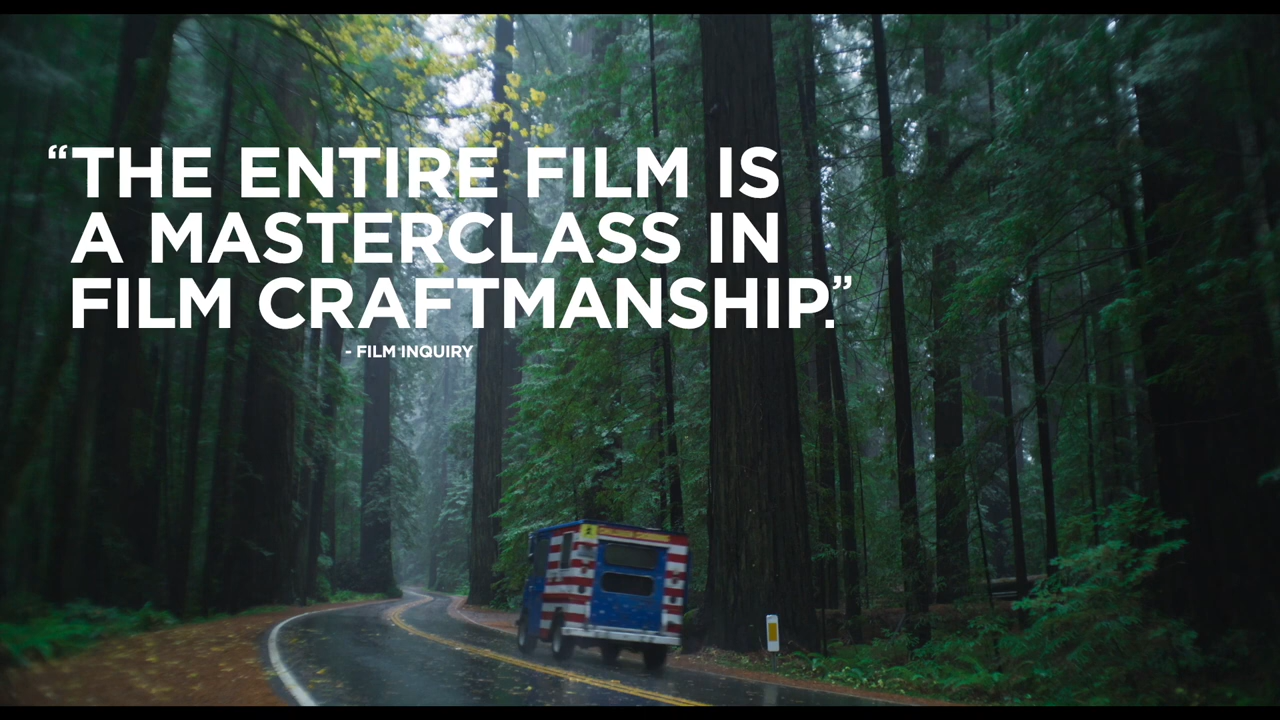 “THE ENTIRE FILM IS
A MASTERCLASS IN
FILM CRAFTMANSHIP.”
- FILM INQUIRY